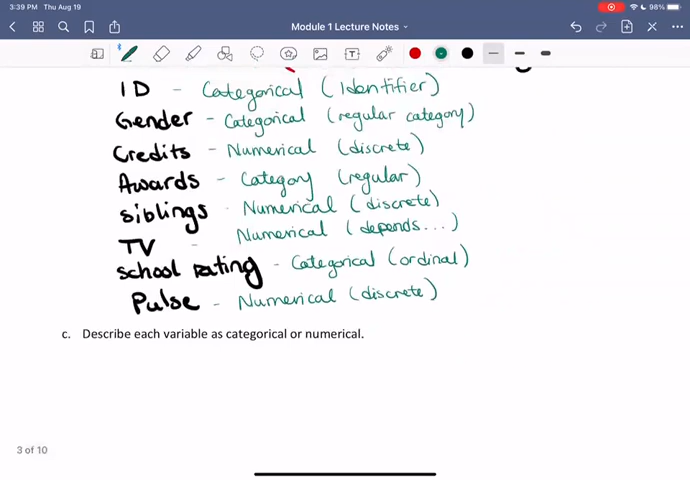 3:39 PM Thu Aug 19
98%
Module 1 Lecture Notes
ID - Categorical (Identifier)
Gender - Categorical (regular category)
Credits - Numerical (discrete)
Awards - Category (regular)
siblings - Numerical (discrete)
TV - Numerical (depends...)
school rating - Categorical (ordinal)
Pulse - Numerical (discrete)
c. Describe each variable as categorical or numerical.
3 of 10